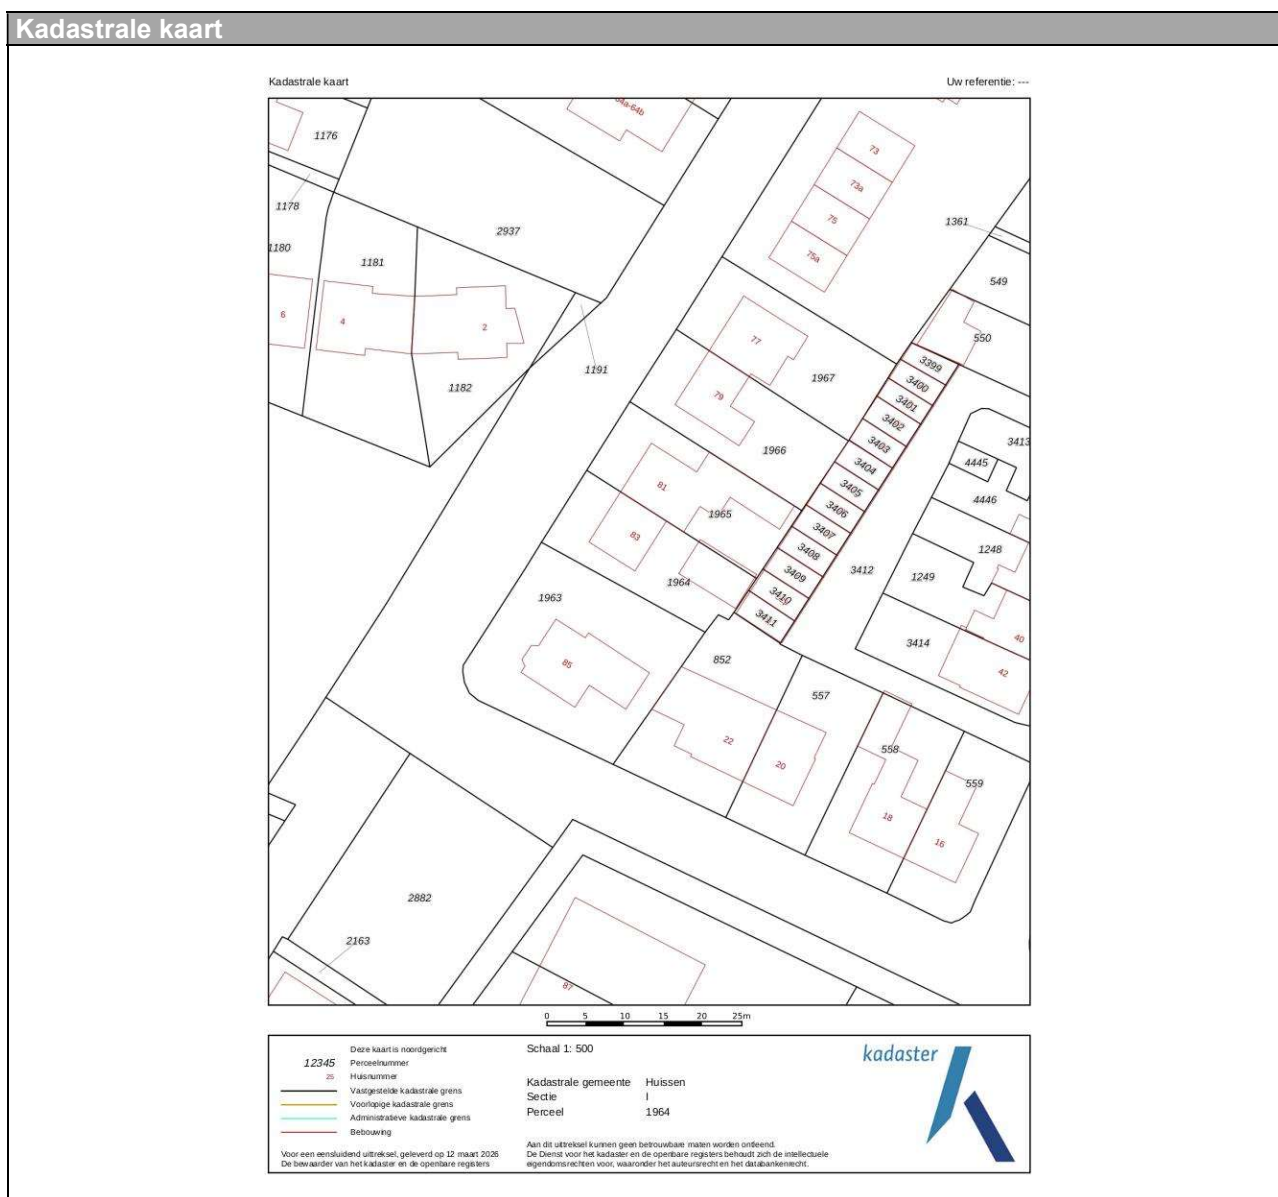 Kadastrale kaart
Kadastrale kaart
Uw referentie: ---
64a-64b
1176
73
73a
1178
75
1361
2937
1180
75a
1181
549
6
4
2
77
550
1191
3399
1182
1967
3400
79
3401
3402
3413
1966
3403
4445
3404
81
3405
4446
1965
3406
83
3407
1248
3408
3412
1964
3409
1249
1963
3410
3411
40
3414
85
852
42
557
22
558
20
559
18
16
2882
2163
87
0 5 10 15 20 25m
Deze kaart is noordgericht
12345 Perceelnummer
25 Huisnummer
Vastgestelde kadastrale grens
Voorlopige kadastrale grens
Administratieve kadastrale grens
Bebouwing
Voor een eensluidend uittreksel, geleverd op 12 maart 2026
De bewaarder van het kadaster en de openbare registers
Schaal 1: 500
Kadastrale gemeente Huissen
Sectie I
Perceel 1964
Aan dit uittreksel kunnen geen betrouwbare maten worden ontleend.
De Dienst voor het kadaster en de openbare registers behoudt zich de intellectuele
eigendomsrechten voor, waaronder het auteursrecht en het databankenrecht.
kadaster